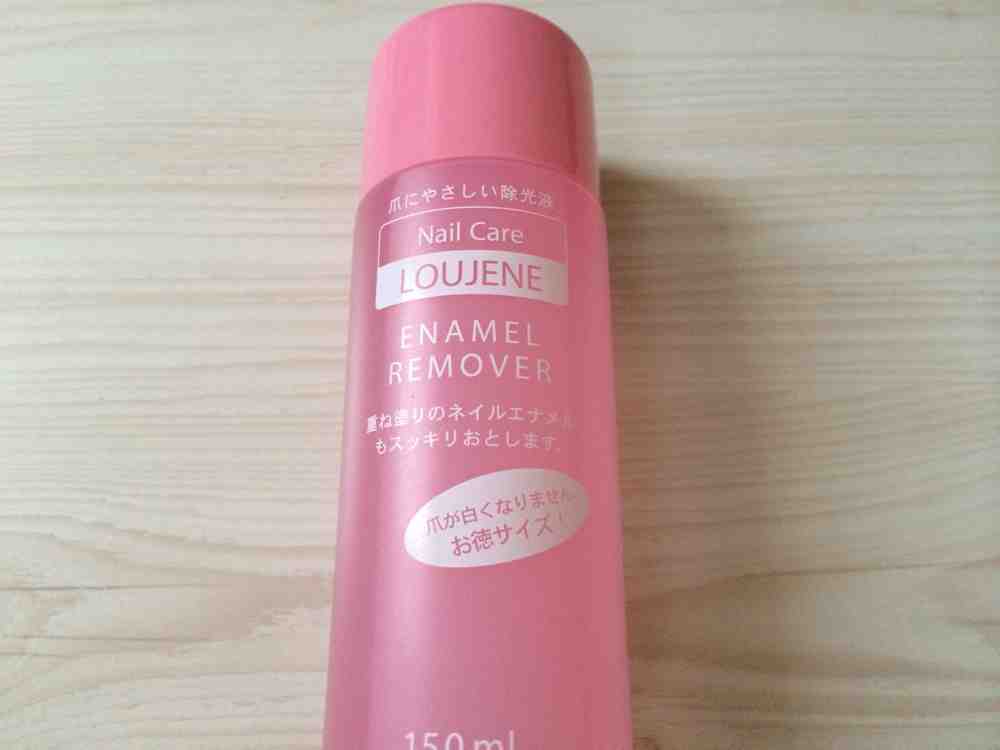 爪にやさしい除光液
Nail Care
LOUJENE
ENAMEL
REMOVER
重ね塗りのネイルエナメル
もスッキリおとします。
爪が白くなりません。
お徳サイズ！
150ml